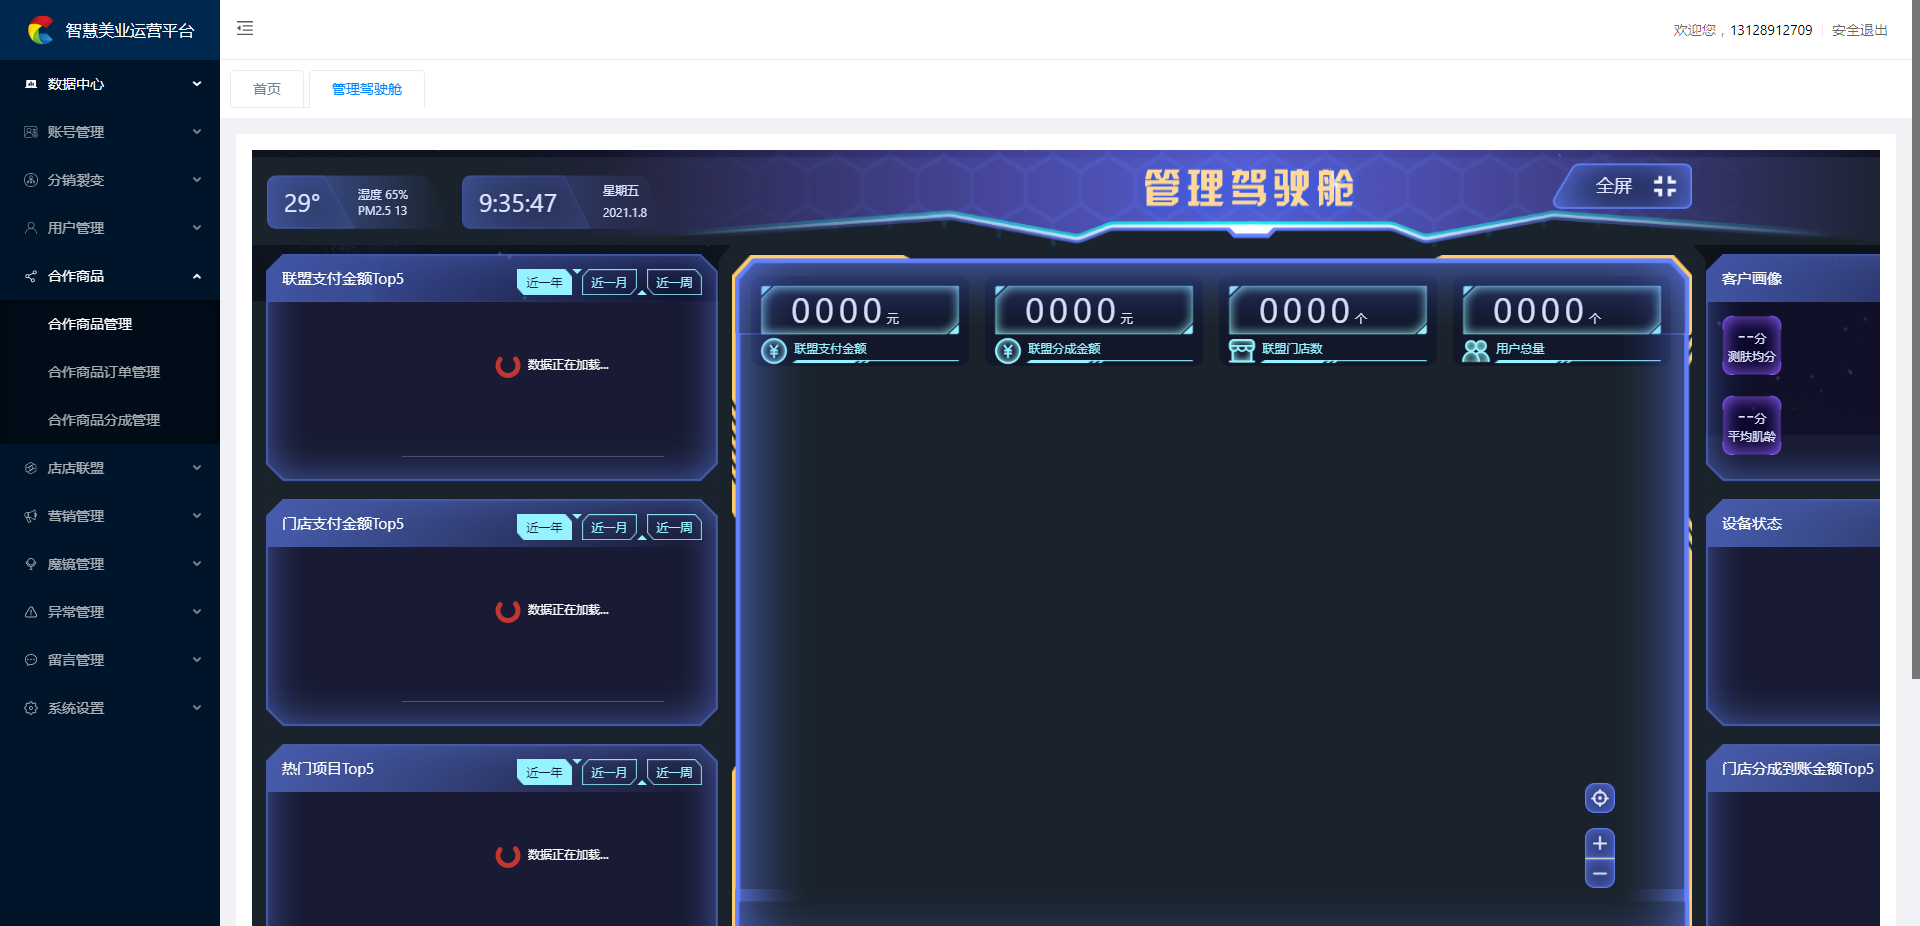 智慧美业运营平台
欢迎您，13128912709
安全退出
数据中心
账号管理
分销裂变
用户管理
合作商品
合作商品管理
合作商品订单管理
合作商品分成管理
店店联盟
营销管理
魔镜管理
异常管理
留言管理
系统设置
首页
管理驾驶舱
29°
湿度 65%
PM2.5 13
9:35:47
星期五
2021.1.8
管理驾驶舱
全屏
联盟支付金额Top5
近一年
近一月
近一周
数据正在加载...
门店支付金额Top5
近一年
近一月
近一周
数据正在加载...
热门项目Top5
近一年
近一月
近一周
数据正在加载...
0000元
联盟支付金额
0000元
联盟分成金额
0000个
联盟门店数
0000个
用户总量
客户画像
--分
测肤均分
--分
平均肌龄
设备状态
门店分成到账金额Top5